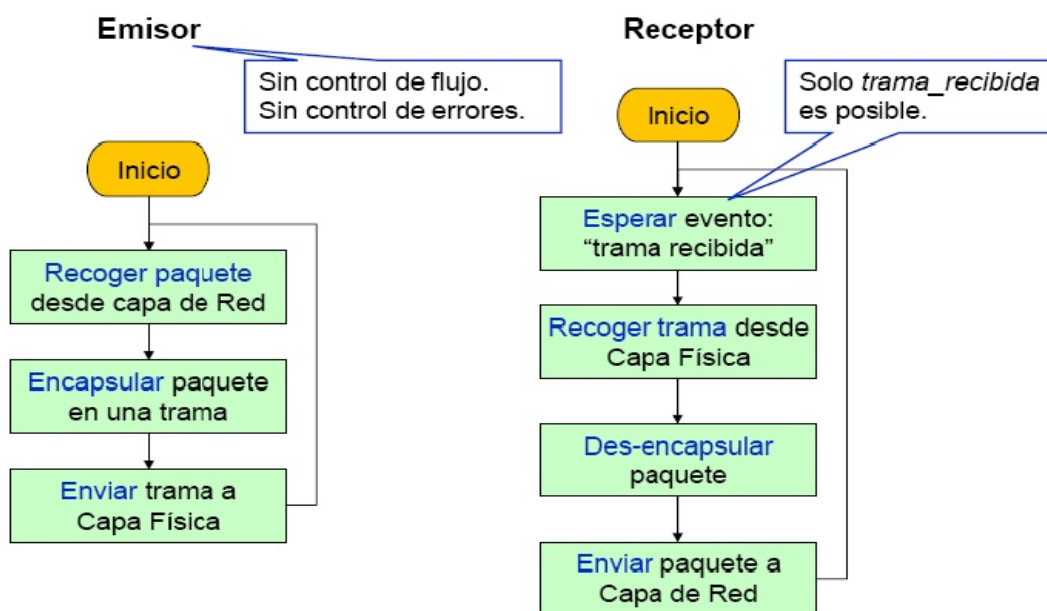 Emisor
Sin control de flujo.
Sin control de errores.
Inicio
Recoger paquete
desde capa de Red
Encapsular paquete
en una trama
Enviar trama a
Capa Física
Receptor
Solo trama_recibida
es posible.
Inicio
Esperar evento:
“trama recibida”
Recoger trama desde
Capa Física
Des-encapsular
paquete
Enviar paquete a
Capa de Red